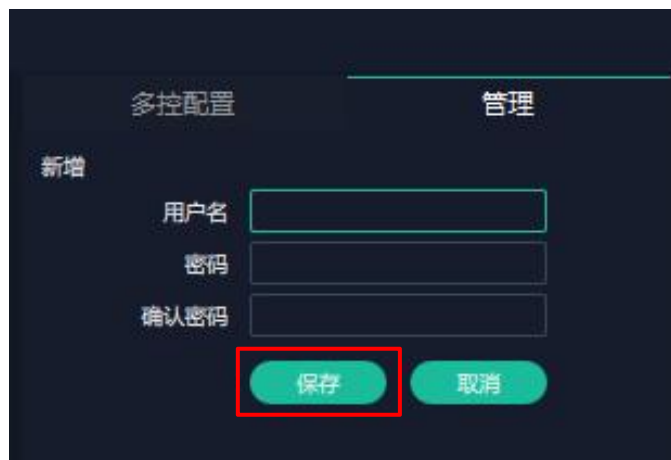 多控配置 管理
新增
用户名
密码
确认密码
保存 取消